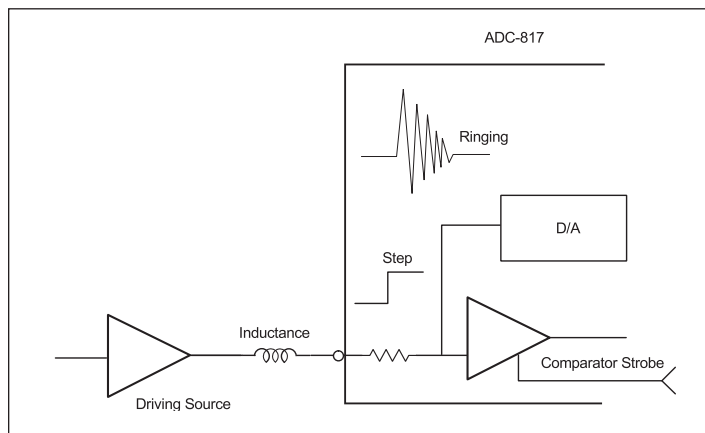 ADC-817
Ringing
D/A
Step
Inductance
Comparator Strobe
Driving Source